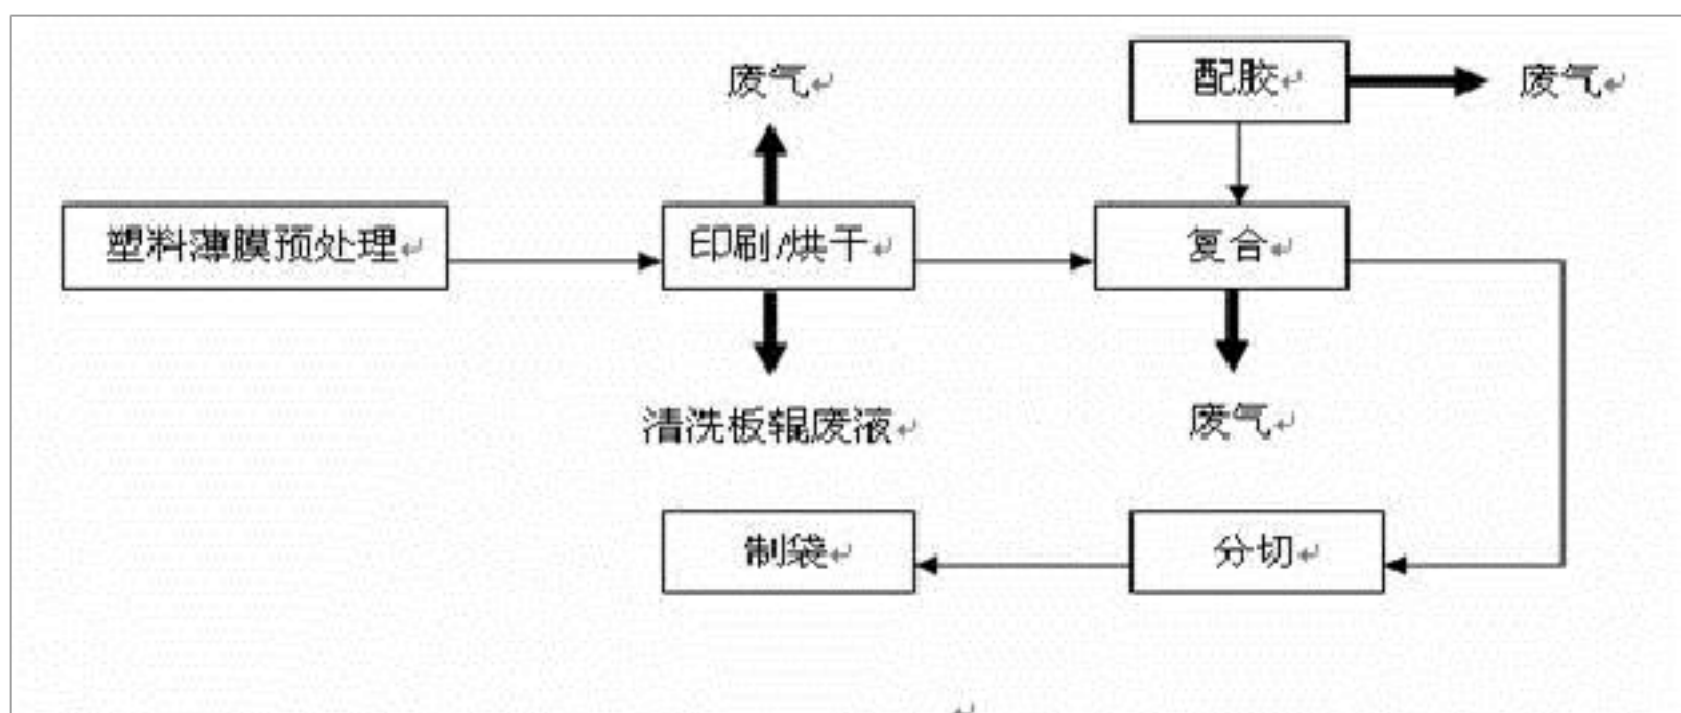 废气
配胶
废气
塑料薄膜预处理
印刷/烘干
复合
清洗板辊废液
废气
制袋
分切